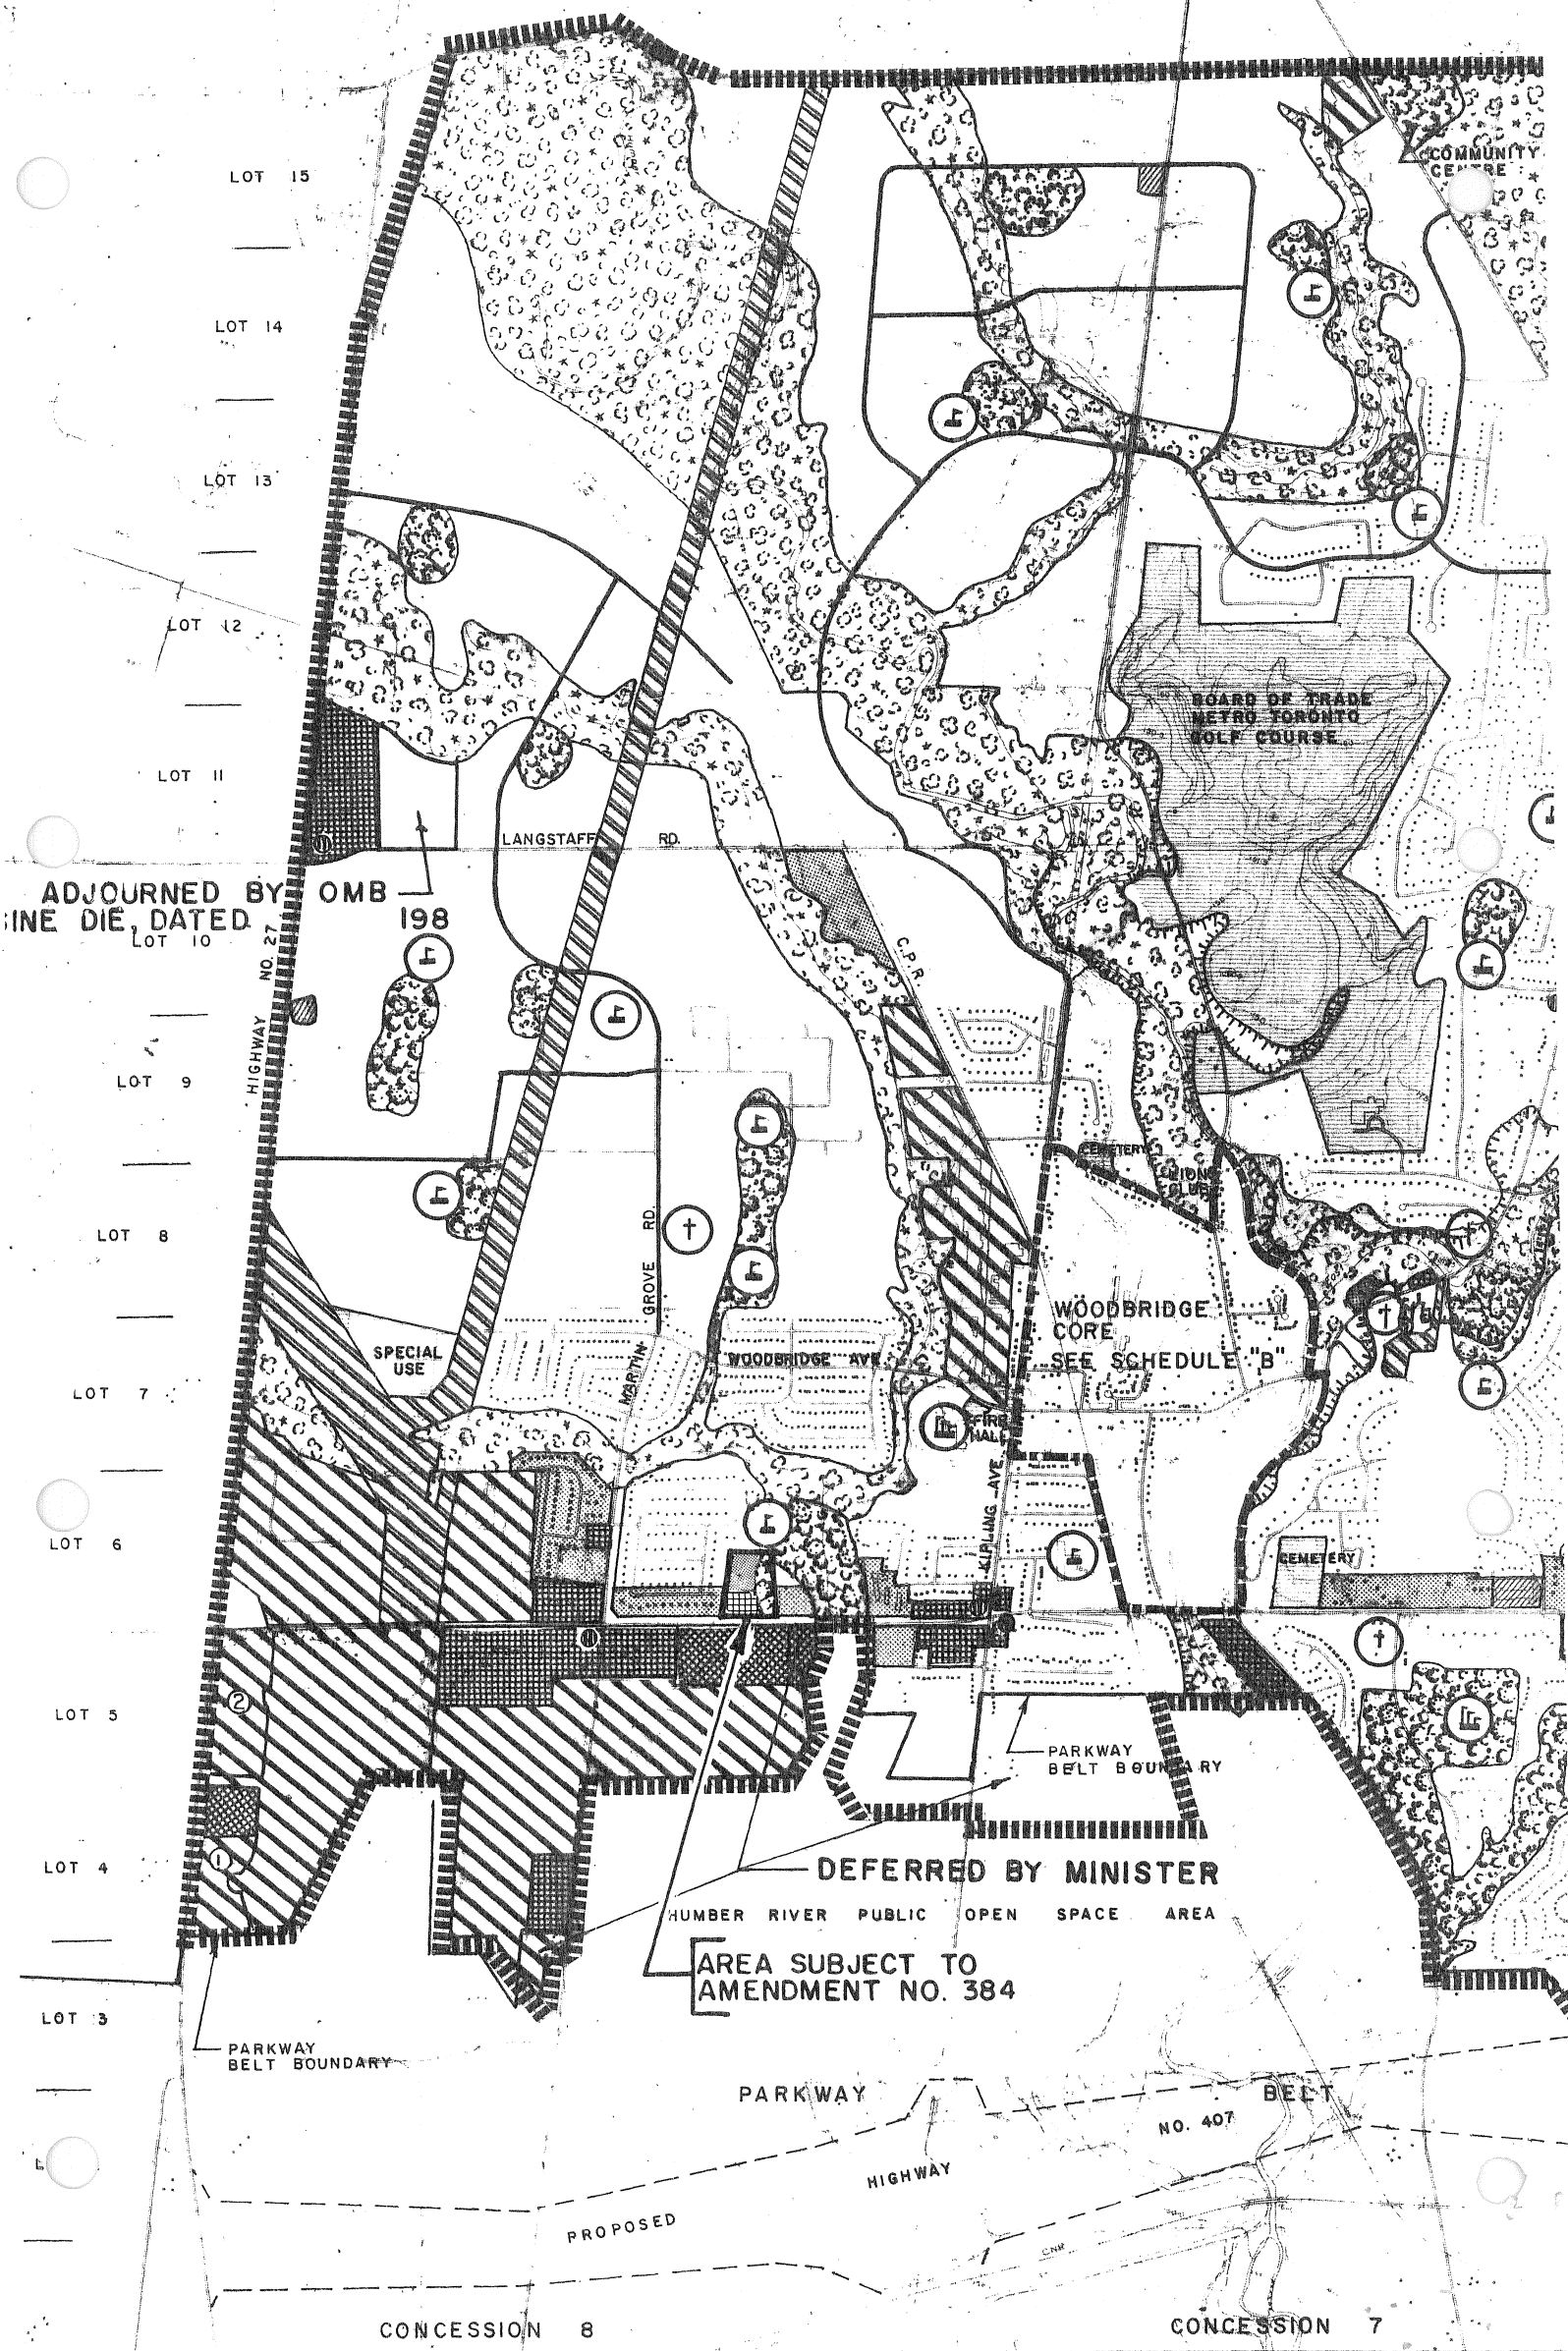 COMMUNITY
CENTRE
LOT 15
LOT 14
LOT 13
LOT 12
BOARD OF TRADE
METRO TORONTO
GOLF COURSE
LOT 11
LANGSTAFF RD.
ADJOURNED BY OMB
SINE DIE, DATED 198
LOT 10
C.P.R.
HIGHWAY NO. 27
LOT 9
CEMETERY
LION
CLUB
LOT 8
MARTIN GROVE RD.
WOODBRIDGE
CORE
SEE SCHEDULE "B"
SPECIAL
USE
WOODBRIDGE AVE
LOT 7
FIRE
HALL
KIPLING AVE.
LOT 6
CEMETERY
2
LOT 5
PARKWAY
BELT BOUNDARY
1
LOT 4
DEFERRED BY MINISTER
HUMBER RIVER PUBLIC OPEN SPACE AREA
AREA SUBJECT TO
AMENDMENT NO. 384
LOT 3
PARKWAY
BELT BOUNDARY
PARKWAY BELT
NO. 407
HIGHWAY
PROPOSED
CNR
CONCESSION 8
CONCESSION 7